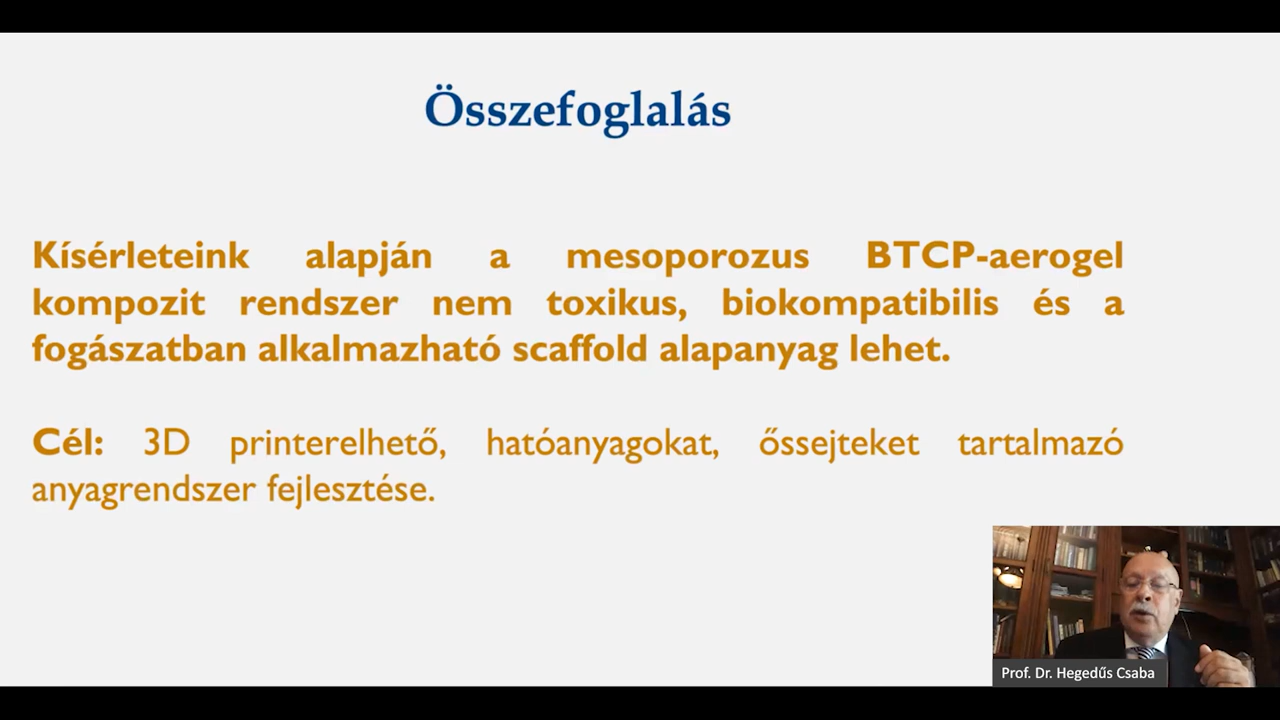 Összefoglalás
Kísérleteink alapján a mesoporozus BTCP-aerogel
kompozit rendszer nem toxikus, biokompatibilis és a
fogászatban alkalmazható scaffold alapanyag lehet.
Cél: 3D printerelhető, hatóanyagokat, őssejteket tartalmazó
anyagrendszer fejlesztése.
Prof. Dr. Hegedűs Csaba